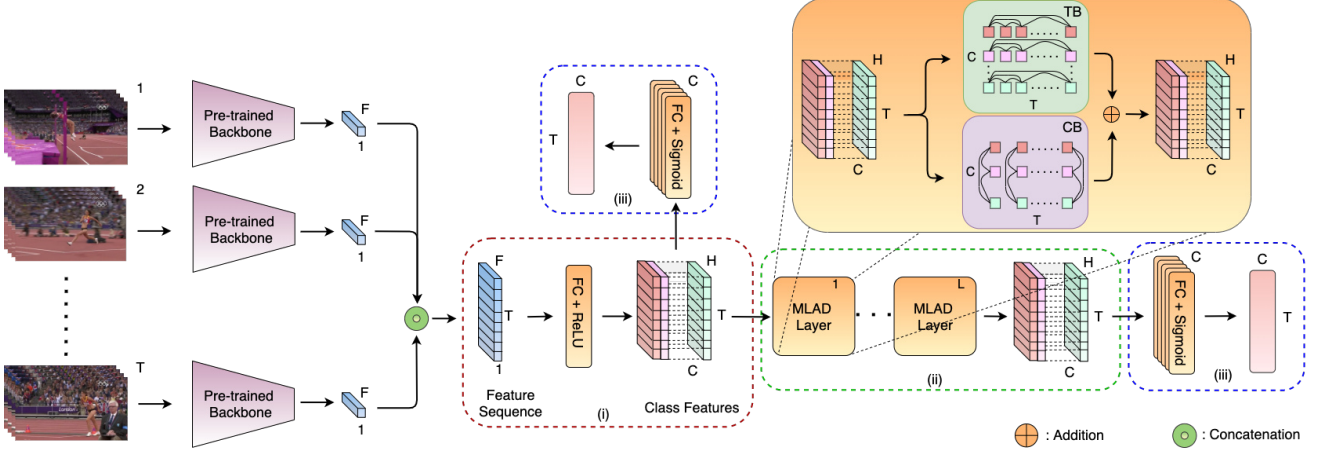 1
Pre-trained
Backbone
F
1
2
Pre-trained
Backbone
F
1
T
Pre-trained
Backbone
F
1
F
T
1
Feature
Sequence
FC + ReLU
H
T
C
Class Features
(i)
C
T
C
FC + Sigmoid
(iii)
1
MLAD
Layer
L
MLAD
Layer
H
T
C
(ii)
H
T
C
TB
C
T
CB
C
T
H
T
C
C
FC + Sigmoid
C
T
(iii)
: Addition
: Concatenation